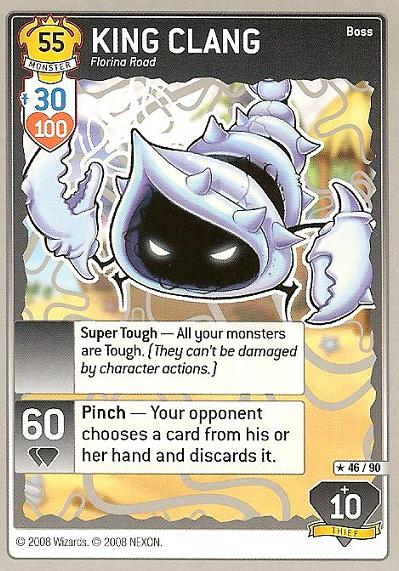 55
MONSTER
KING CLANG
Boss
Florina Road
+30
100
Super Tough — All your monsters
are Tough. (They can't be damaged
by character actions.)
60
Pinch — Your opponent
chooses a card from his or
her hand and discards it.
★ 46 / 90
+
10
THIEF
© 2008 Wizards. © 2008 NEXON.